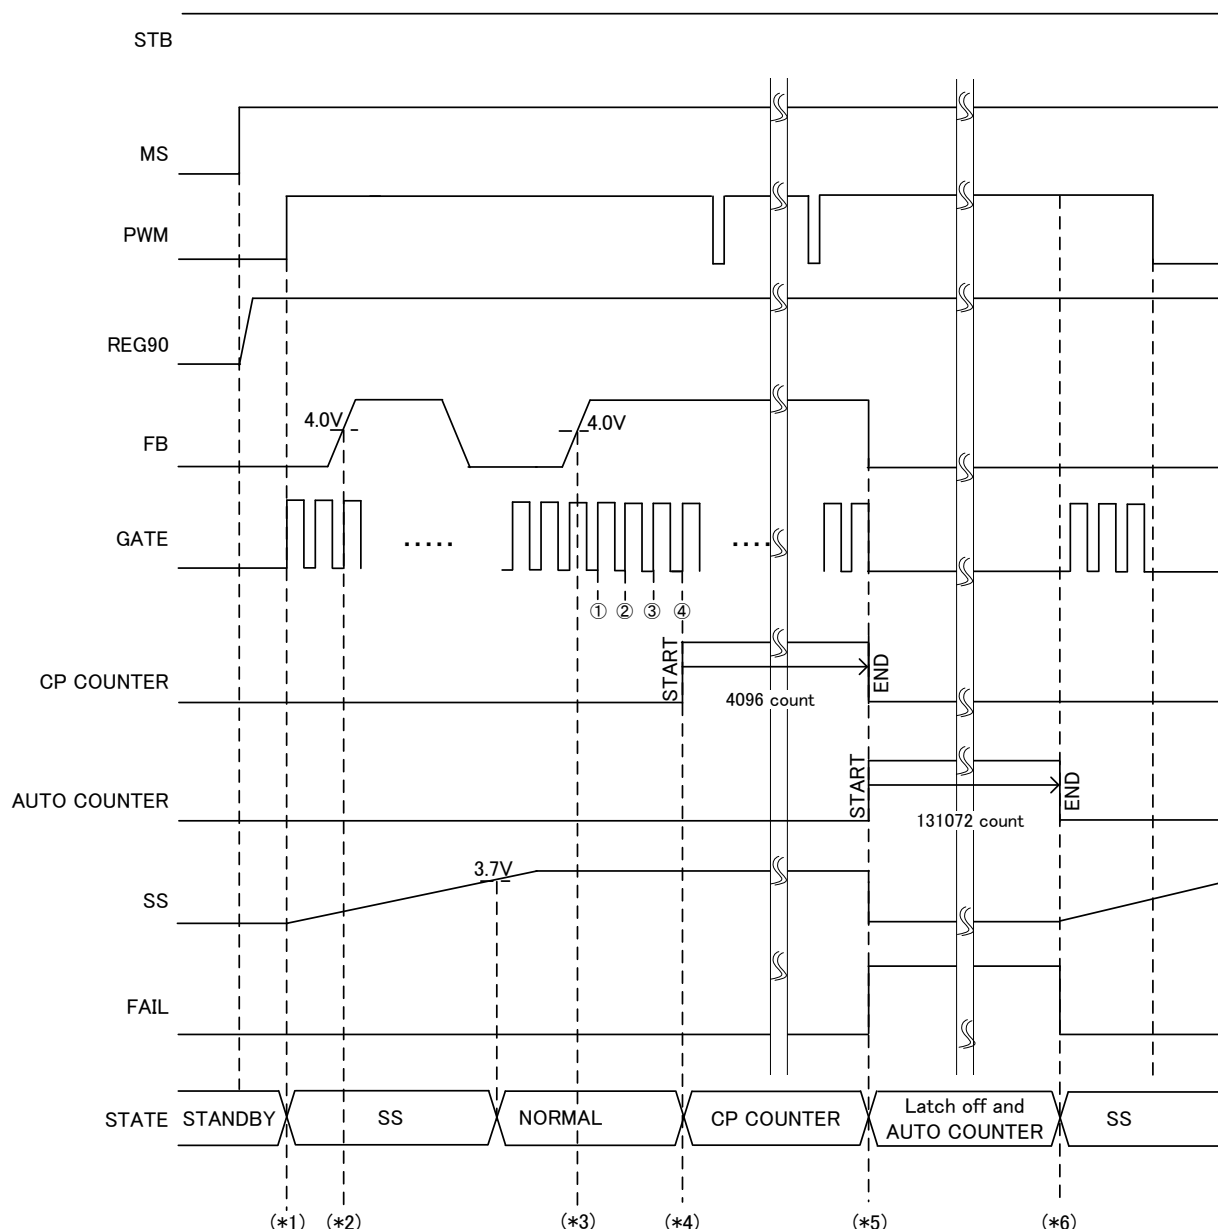 STB
MS
PWM
REG90
4.0V
4.0V
FB
GATE
.....
....
① ② ③ ④
START
END
CP COUNTER
4096 count
START
END
AUTO COUNTER
131072 count
3.7V
SS
FAIL
STATE
STANDBY
SS
NORMAL
CP COUNTER
Latch off and
AUTO COUNTER
SS
(*1) (*2) (*3) (*4) (*5) (*6)